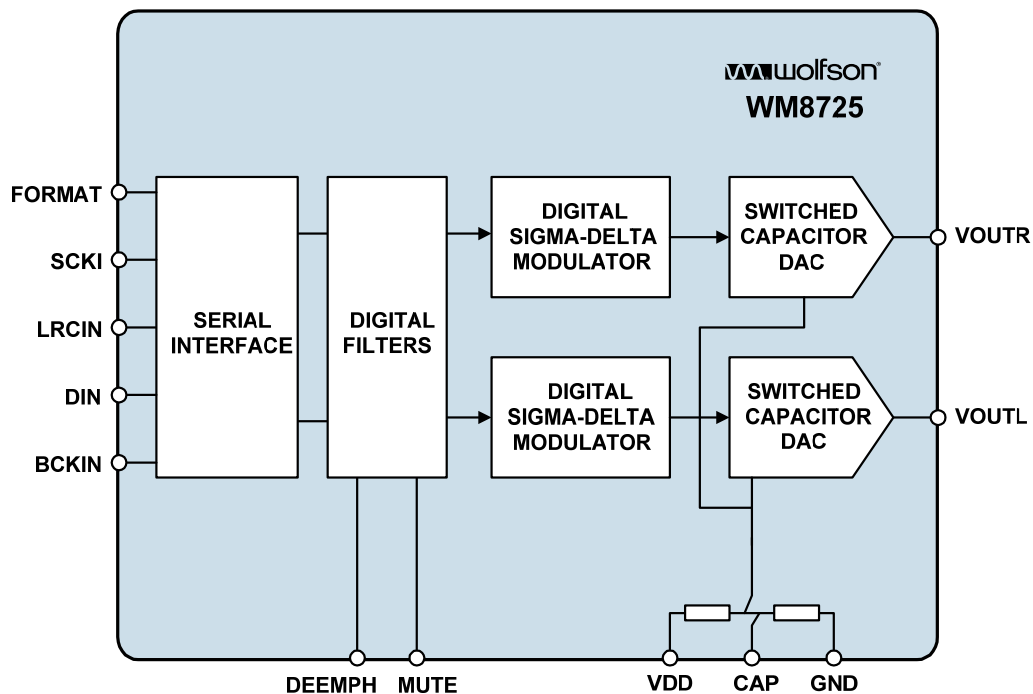 wolfson®
WM8725
FORMAT
SCKI
LRCIN
DIN
BCKIN
SERIAL
INTERFACE
DIGITAL
FILTERS
DIGITAL
SIGMA-DELTA
MODULATOR
SWITCHED
CAPACITOR
DAC
VOUTR
DIGITAL
SIGMA-DELTA
MODULATOR
SWITCHED
CAPACITOR
DAC
VOUTL
DEEMPH
MUTE
VDD
CAP
GND